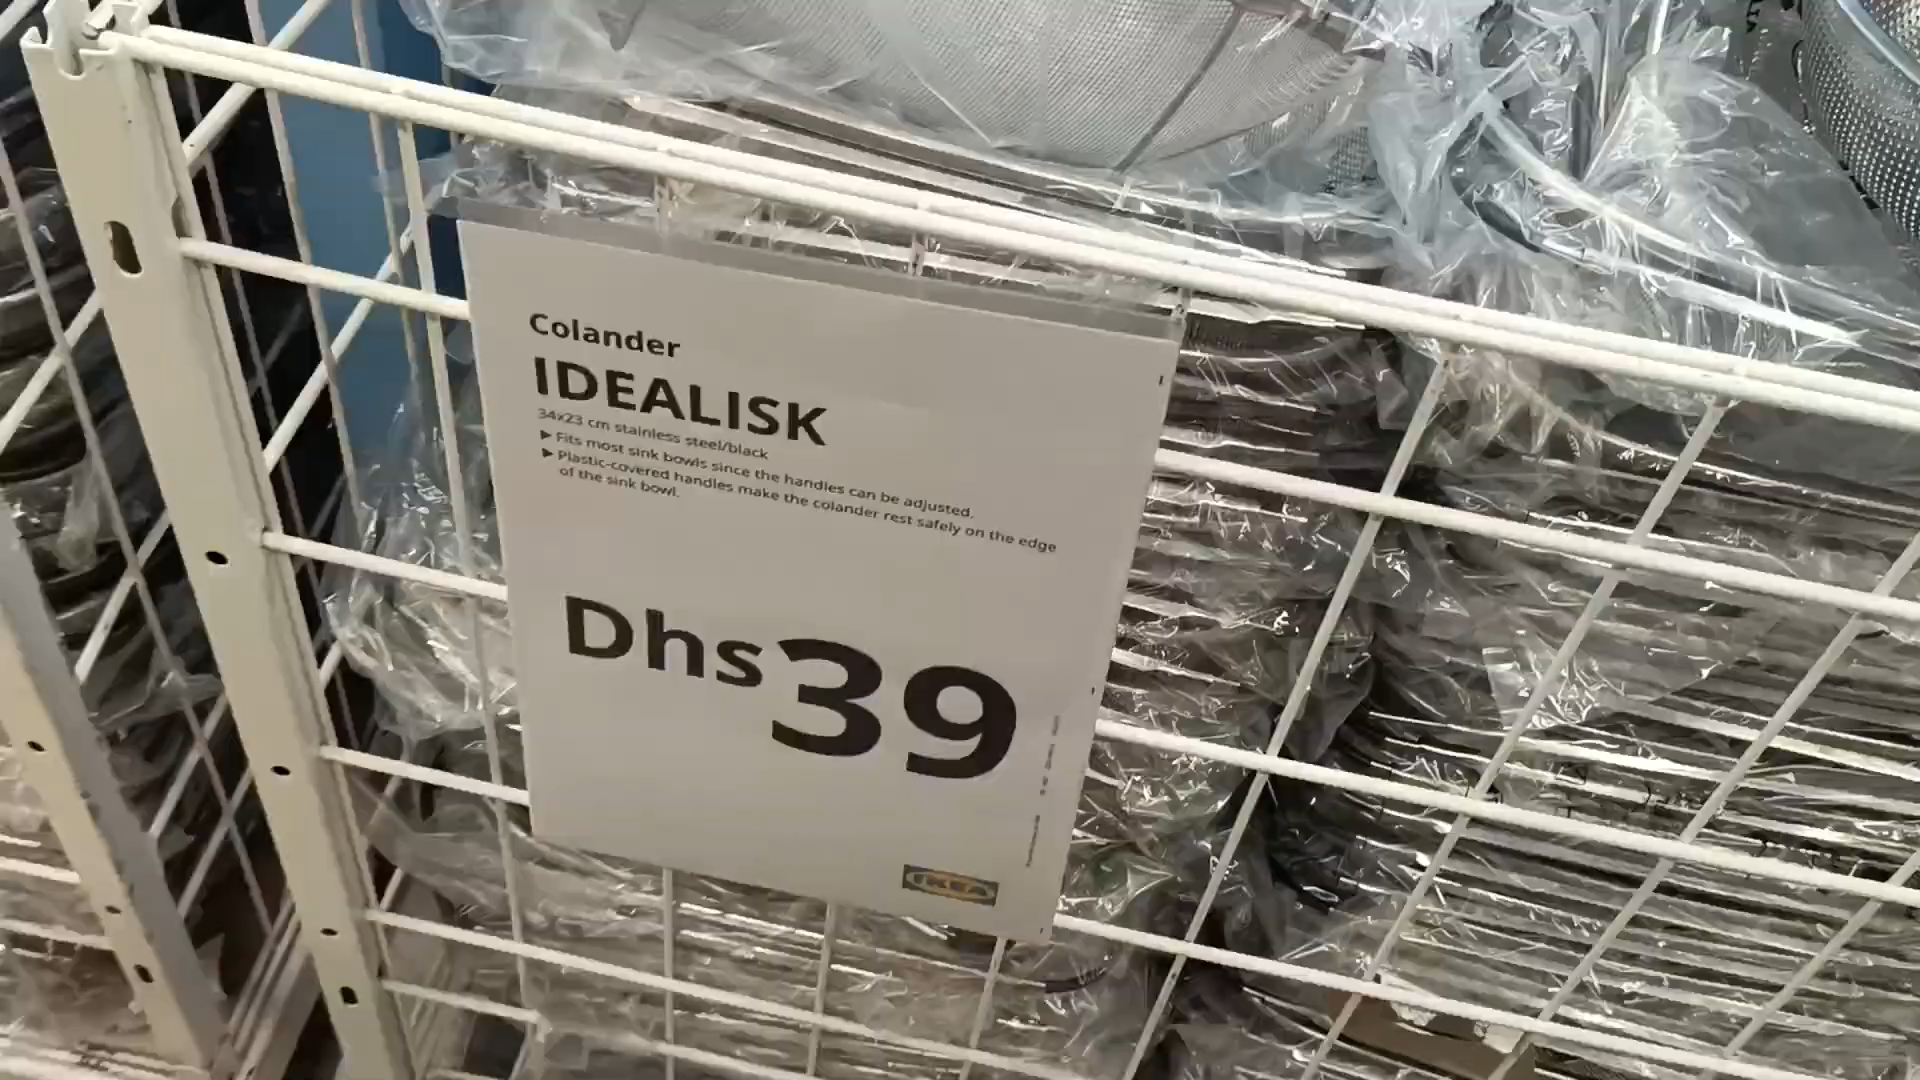 Colander
IDEALISK
34x23 cm stainless steel/black
▶ Fits most sink bowls since the handles can be adjusted.
▶ Plastic-covered handles make the colander rest safely on the edge
of the sink bowl.
Dhs39
IKEA